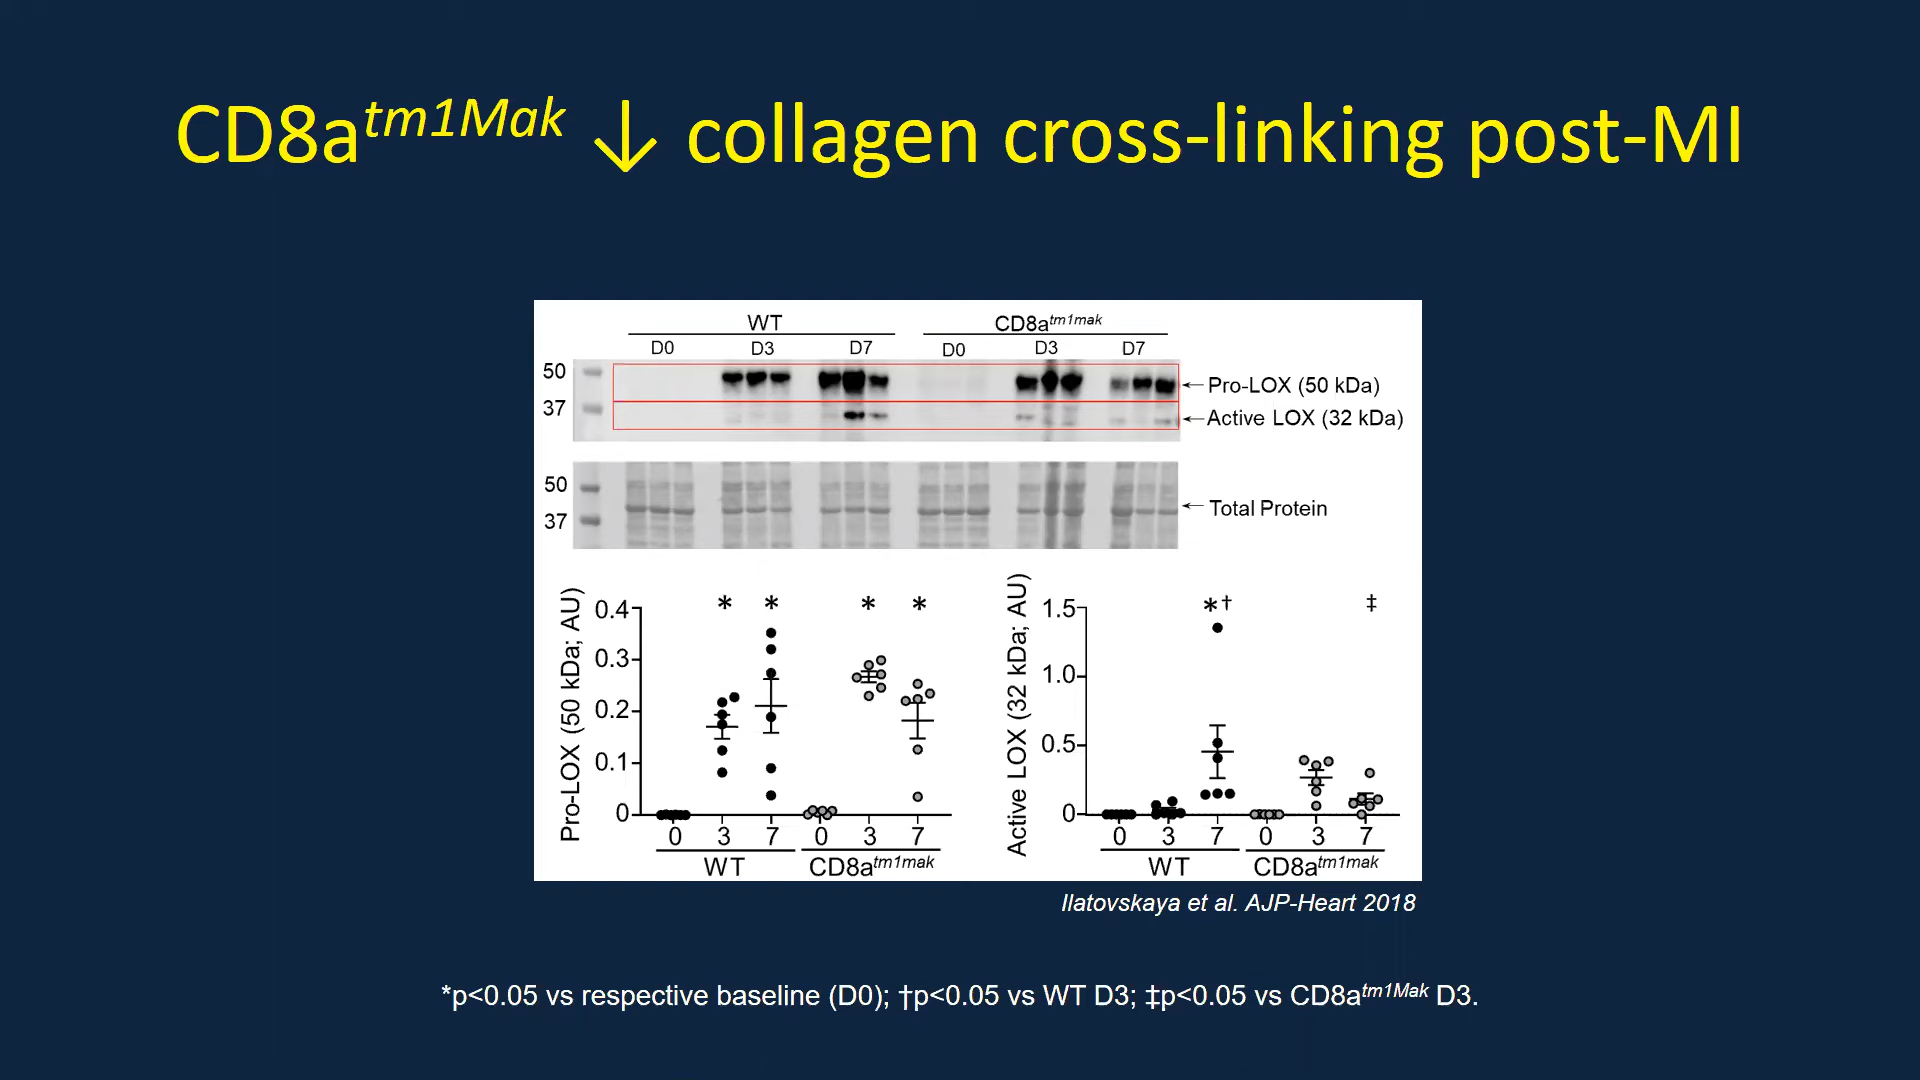 CD8atm1Mak ↓ collagen cross-linking post-MI
WT CD8atm1mak
D0 D3 D7 D0 D3 D7
50
37
Pro-LOX (50 kDa)
Active LOX (32 kDa)
50
37
Total Protein
Pro-LOX (50 kDa; AU)
0.4
0.3
0.2
0.1
0
* * * *
0 3 7 0 3 7
WT CD8atm1mak
Active LOX (32 kDa; AU)
1.5
1.0
0.5
0
*† ‡
0 3 7 0 3 7
WT CD8atm1mak
Ilatovskaya et al. AJP-Heart 2018
*p<0.05 vs respective baseline (D0); †p<0.05 vs WT D3; ‡p<0.05 vs CD8atm1Mak D3.